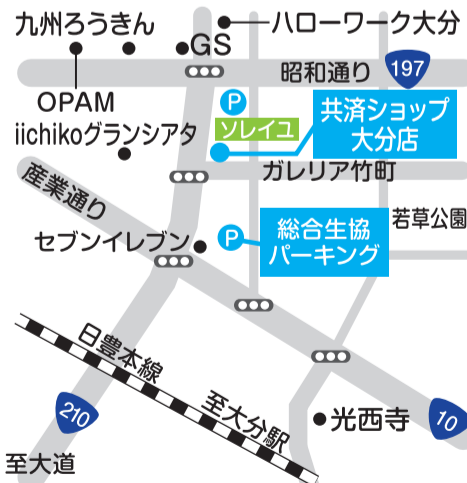 九州ろうきん
ハローワーク大分
GS
昭和通り
197
OPAM
P
共済ショップ
大分店
ソレイユ
iichikoグランシアタ
ガレリア竹町
産業通り
若草公園
セブンイレブン
P
総合生協
パーキング
日豊本線
至大分駅
210
光西寺
10
至大道